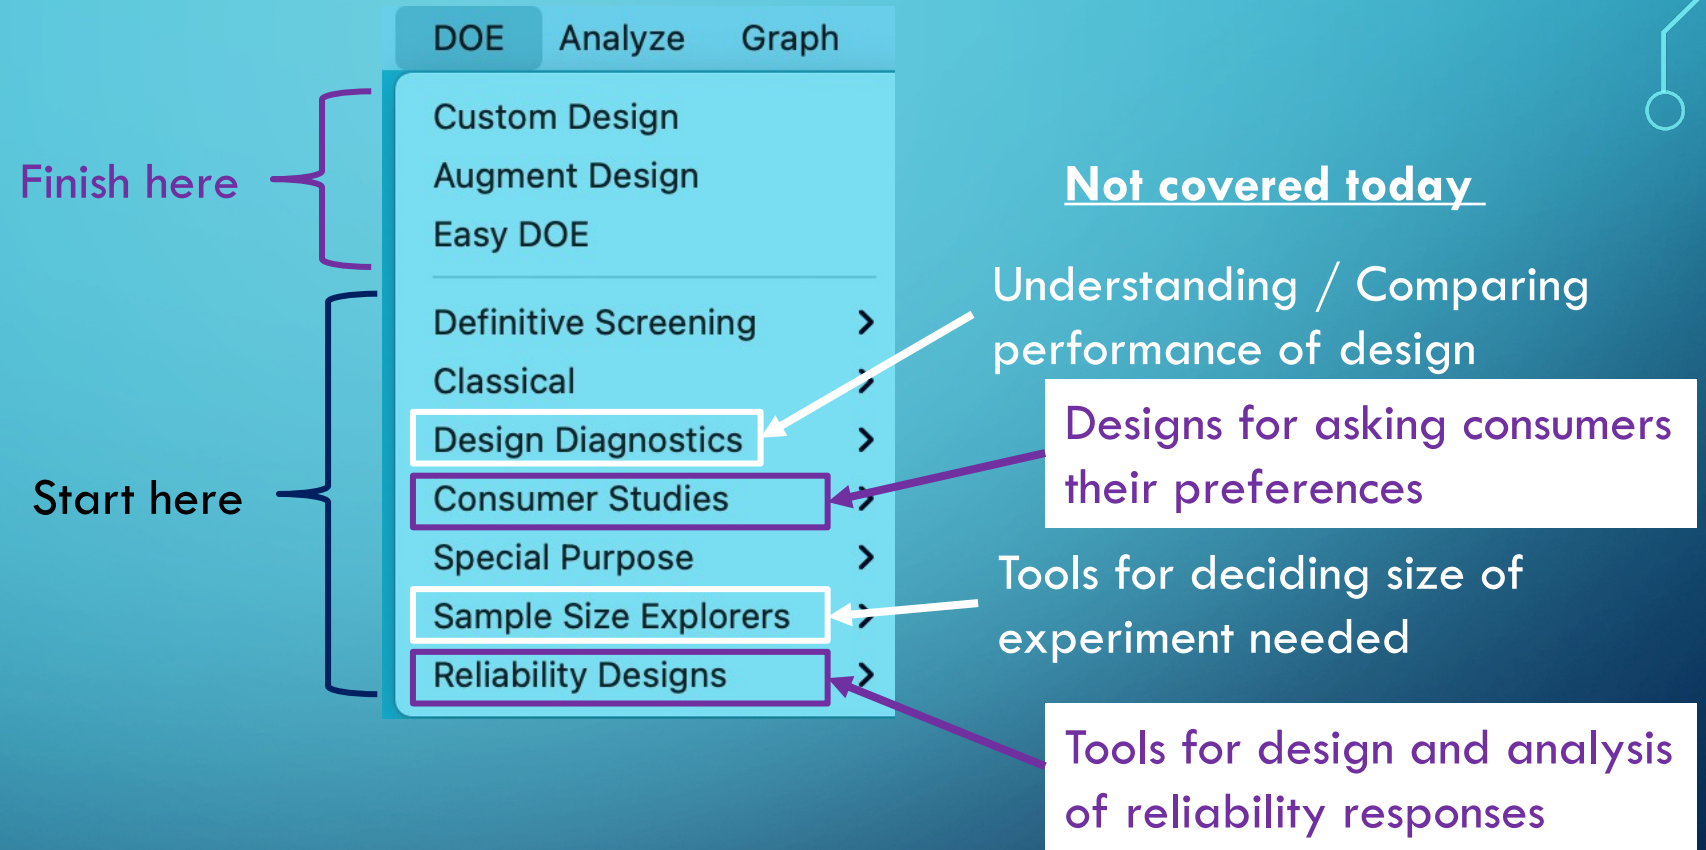 DOE Analyze Graph
Custom Design
Augment Design
Easy DOE
Definitive Screening
Classical
Design Diagnostics
Consumer Studies
Special Purpose
Sample Size Explorers
Reliability Designs
Finish here
Start here
Not covered today
Understanding / Comparing
performance of design
Designs for asking consumers
their preferences
Tools for deciding size of
experiment needed
Tools for design and analysis
of reliability responses